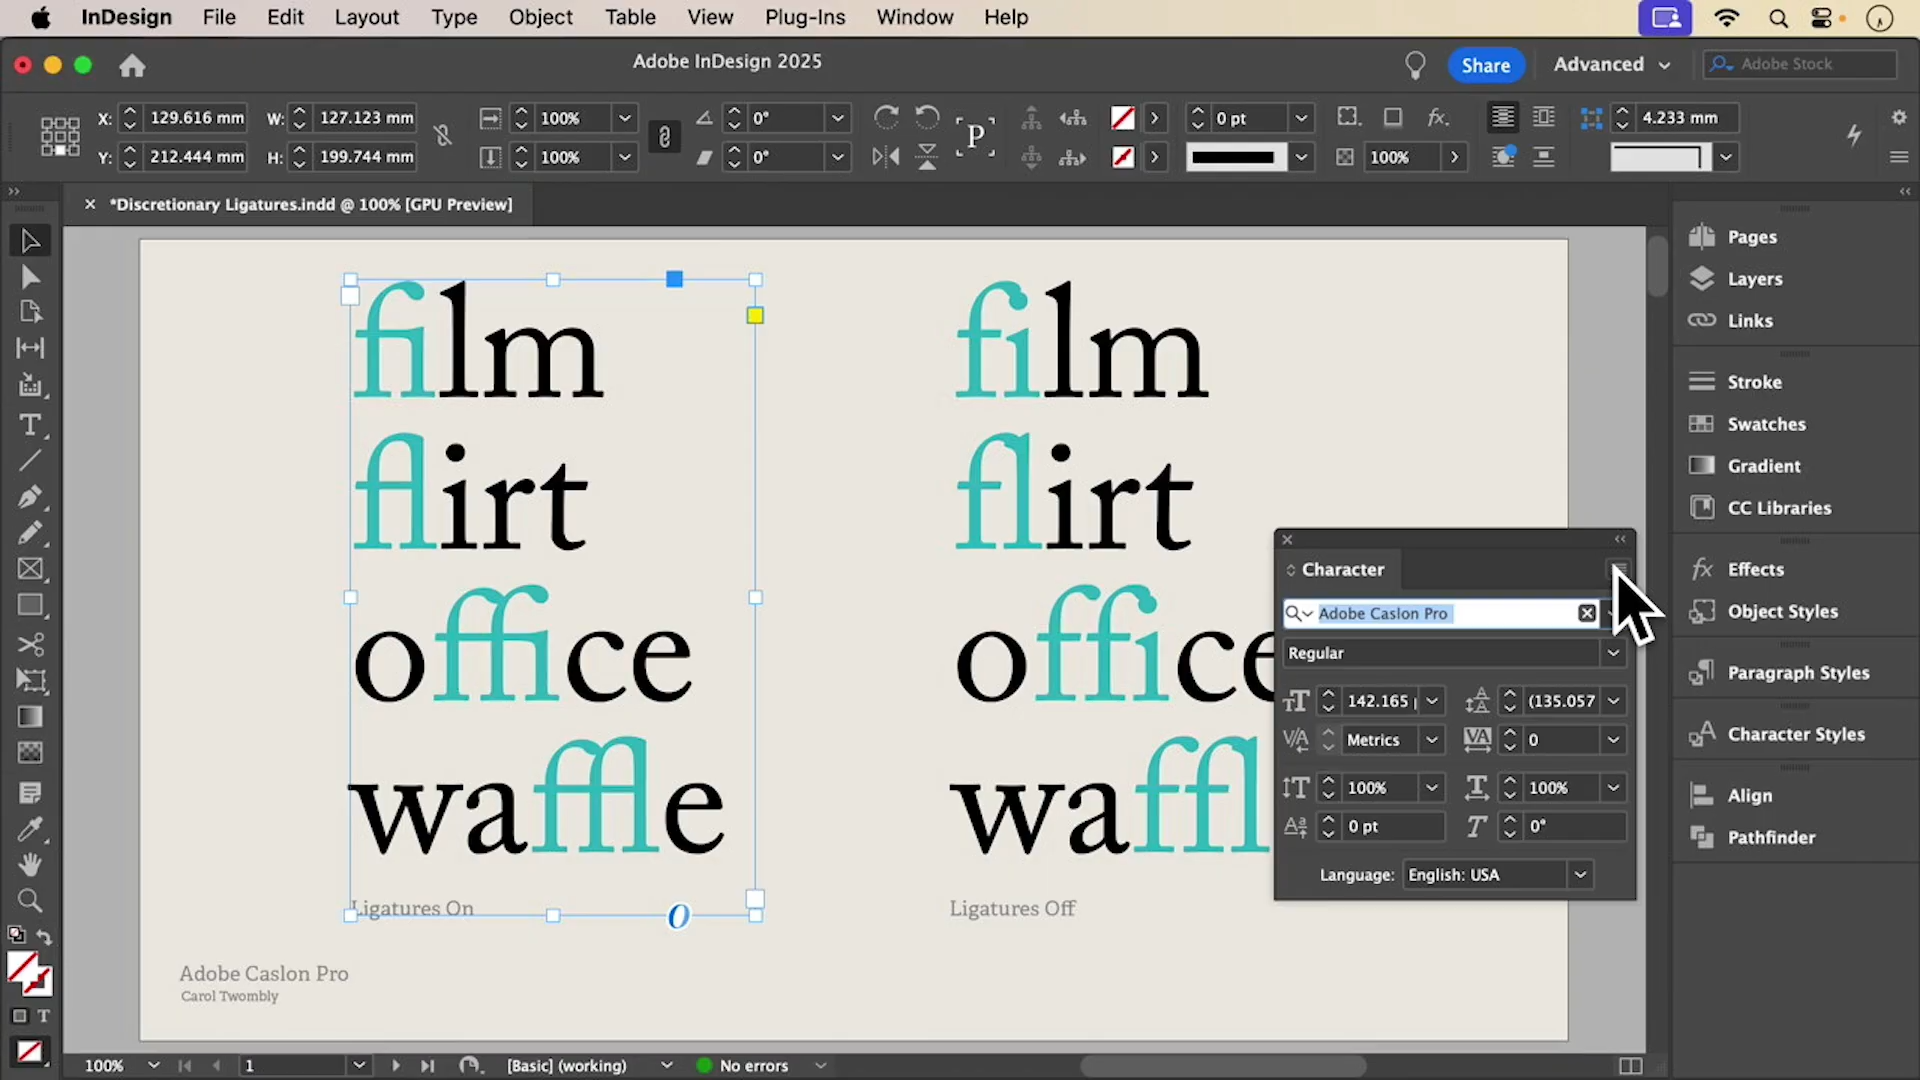 InDesign File Edit Layout Type Object Table View Plug-Ins Window Help
Adobe InDesign 2025
Share
Advanced
Adobe Stock
X: 129.616 mm W: 127.123 mm 100% 0° 0 pt 4.233 mm
Y: 212.444 mm H: 199.744 mm 100% 0° 100%
P
fx.
*Discretionary Ligatures.indd @ 100% [GPU Preview]
film
flirt
office
waffle
Ligatures On
film
flirt
office
waffl
Ligatures Off
Adobe Caslon Pro
Carol Twombly
Character
Adobe Caslon Pro
Regular
142.165 (135.057
Metrics 0
100% 100%
0 pt 0°
Language: English: USA
Pages
Layers
Links
Stroke
Swatches
Gradient
CC Libraries
fx Effects
Object Styles
Paragraph Styles
Character Styles
Align
Pathfinder
100% 1 [Basic] (working) No errors